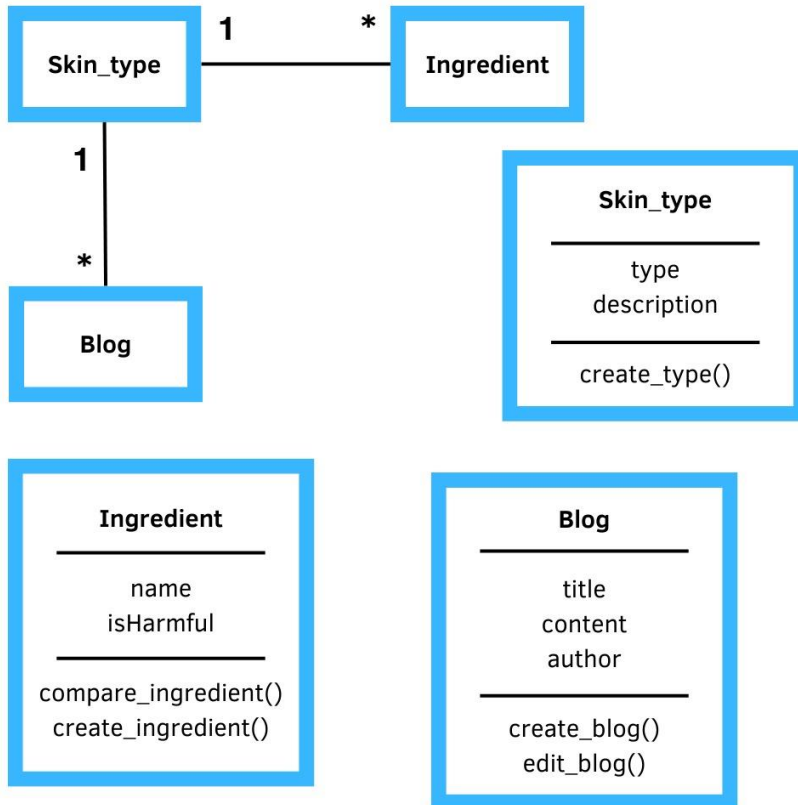 Skin_type
1
*
Ingredient
1
*
Blog
Skin_type
type
description
create_type()
Ingredient
name
isHarmful
compare_ingredient()
create_ingredient()
Blog
title
content
author
create_blog()
edit_blog()